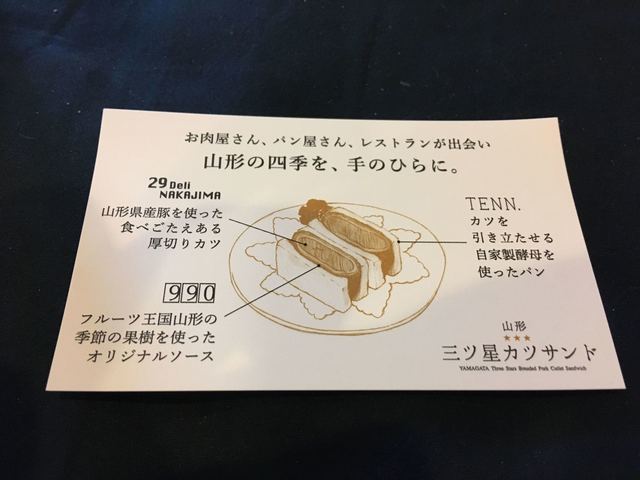 お肉屋さん、パン屋さん、レストランが出会い
山形の四季を、手のひらに。
29 Deli
NAKAJIMA
山形県産豚を使った
食べごたえある
厚切りカツ
TENN.
カツを
引き立たせる
自家製酵母を
使ったパン
990
フルーツ王国山形の
季節の果樹を使った
オリジナルソース
山形
★★★
三ツ星カツサンド
YAMAGATA Three Stars Breaded Pork Cutlet Sandwich